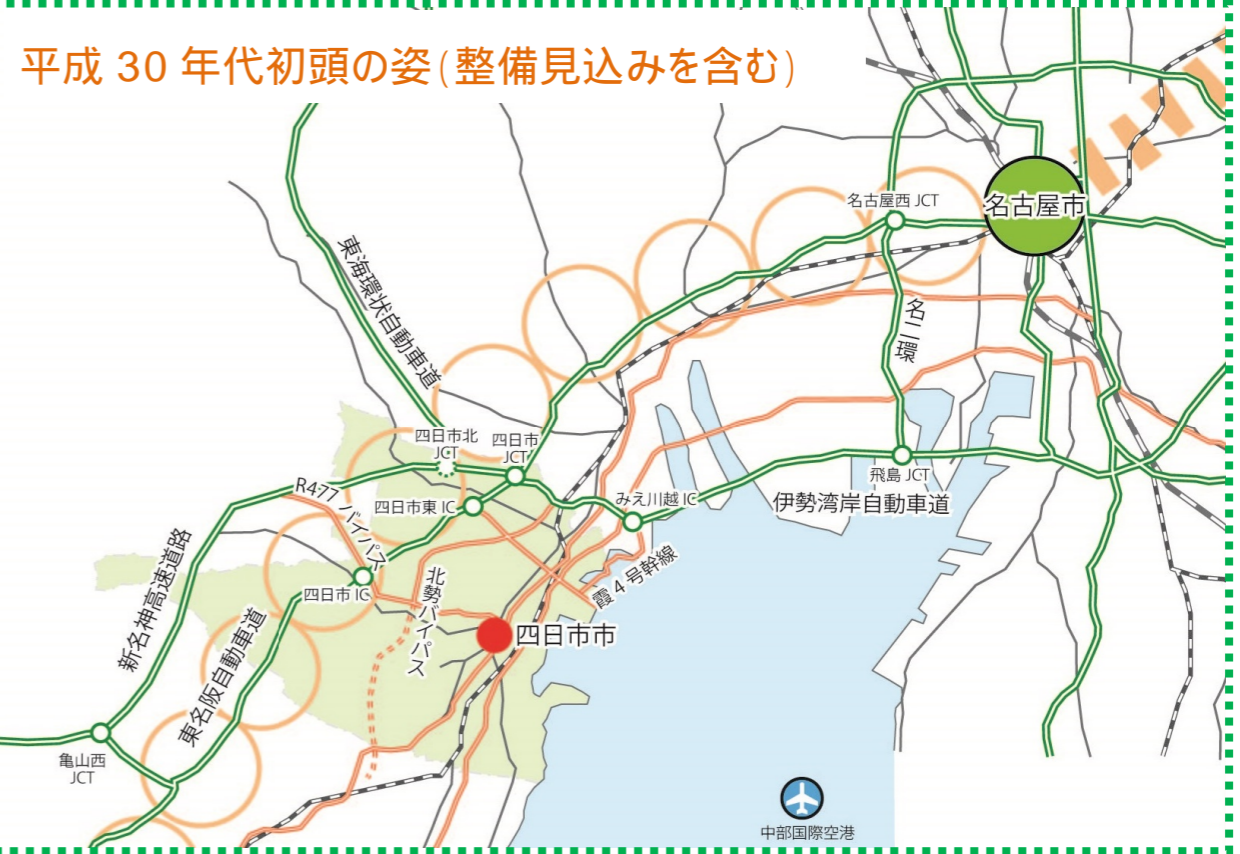 平成 30 年代初頭の姿(整備見込みを含む)
名古屋西 JCT
名古屋市
東海環状自動車道
名二環
四日市北
JCT
四日市
JCT
飛島 JCT
R477 バイパス
四日市東 IC
みえ川越 IC
伊勢湾岸自動車道
新名神高速道路
四日市 IC
北勢バイパス
霞 4 号幹線
四日市市
東名阪自動車道
亀山西
JCT
中部国際空港